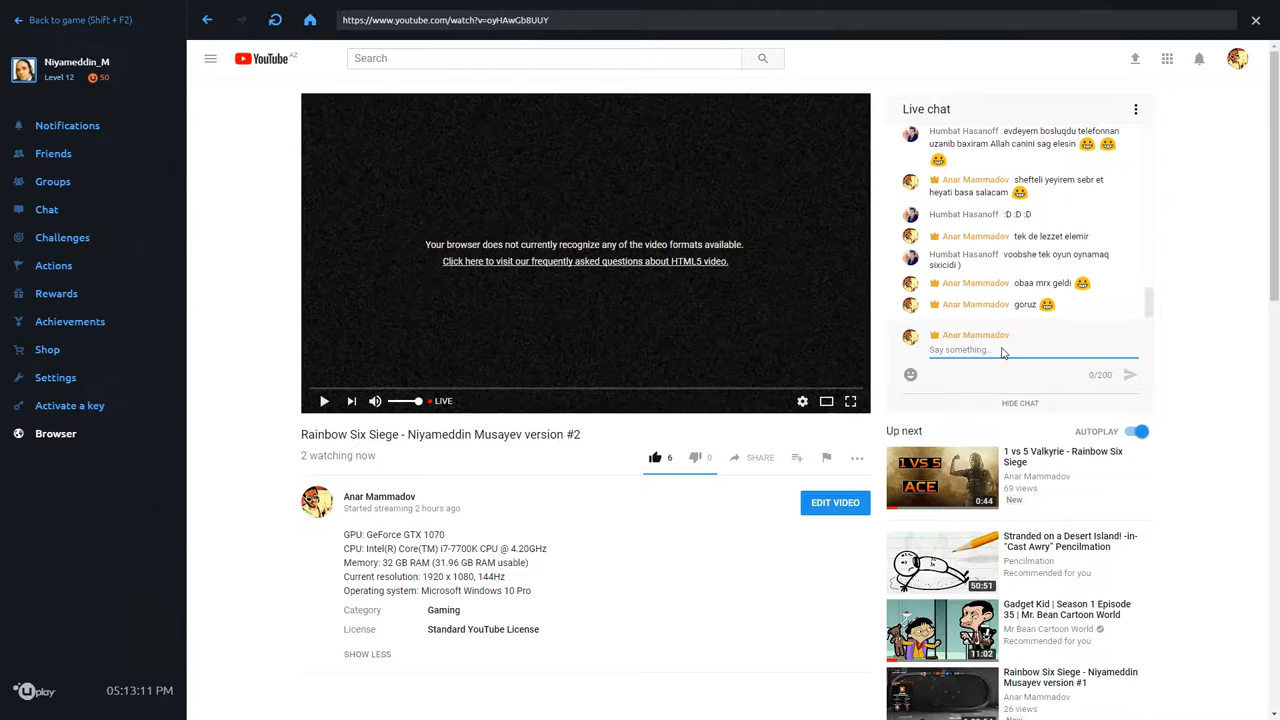 Back to game (Shift + F2)
https://www.youtube.com/watch?v=oyHAwGb8UUY
Niyameddin_M
Level 12 50
Notifications
Friends
Groups
Chat
Challenges
Actions
Rewards
Achievements
Shop
Settings
Activate a key
Browser
uplay 05:13:11 PM
YouTube AZ
Search
Your browser does not currently recognize any of the video formats available.
Click here to visit our frequently asked questions about HTML5 video.
LIVE
Rainbow Six Siege - Niyameddin Musayev version #2
2 watching now
6 0 SHARE
Anar Mammadov
Started streaming 2 hours ago
EDIT VIDEO
GPU: GeForce GTX 1070
CPU: Intel(R) Core(TM) i7-7700K CPU @ 4.20GHz
Memory: 32 GB RAM (31.96 GB RAM usable)
Current resolution: 1920 x 1080, 144Hz
Operating system: Microsoft Windows 10 Pro
Category Gaming
License Standard YouTube License
SHOW LESS
Live chat
Humbat Hasanoff evdeyem bosluqdu telefonnan
uzanib baxiram Allah canini sag elesin
Anar Mammadov shefteli yeyirem sebr et
heyati basa salacam
Humbat Hasanoff :D :D :D
Anar Mammadov tek de lezzet elemir
Humbat Hasanoff voobshe tek oyun oynamaq
sixicidi )
Anar Mammadov obaa mrx geldi
Anar Mammadov goruz
Anar Mammadov
Say something...
0/200
HIDE CHAT
Up next AUTOPLAY
1 VS 5
ACE
0:44
1 vs 5 Valkyrie - Rainbow Six
Siege
Anar Mammadov
69 views
New
50:51
Stranded on a Desert Island! -in-
"Cast Awry" Pencilmation
Pencilmation
Recommended for you
11:02
Gadget Kid | Season 1 Episode
35 | Mr. Bean Cartoon World
Mr Bean Cartoon World
Recommended for you
Rainbow Six Siege - Niyameddin
Musayev version #1
Anar Mammadov
26 views
New